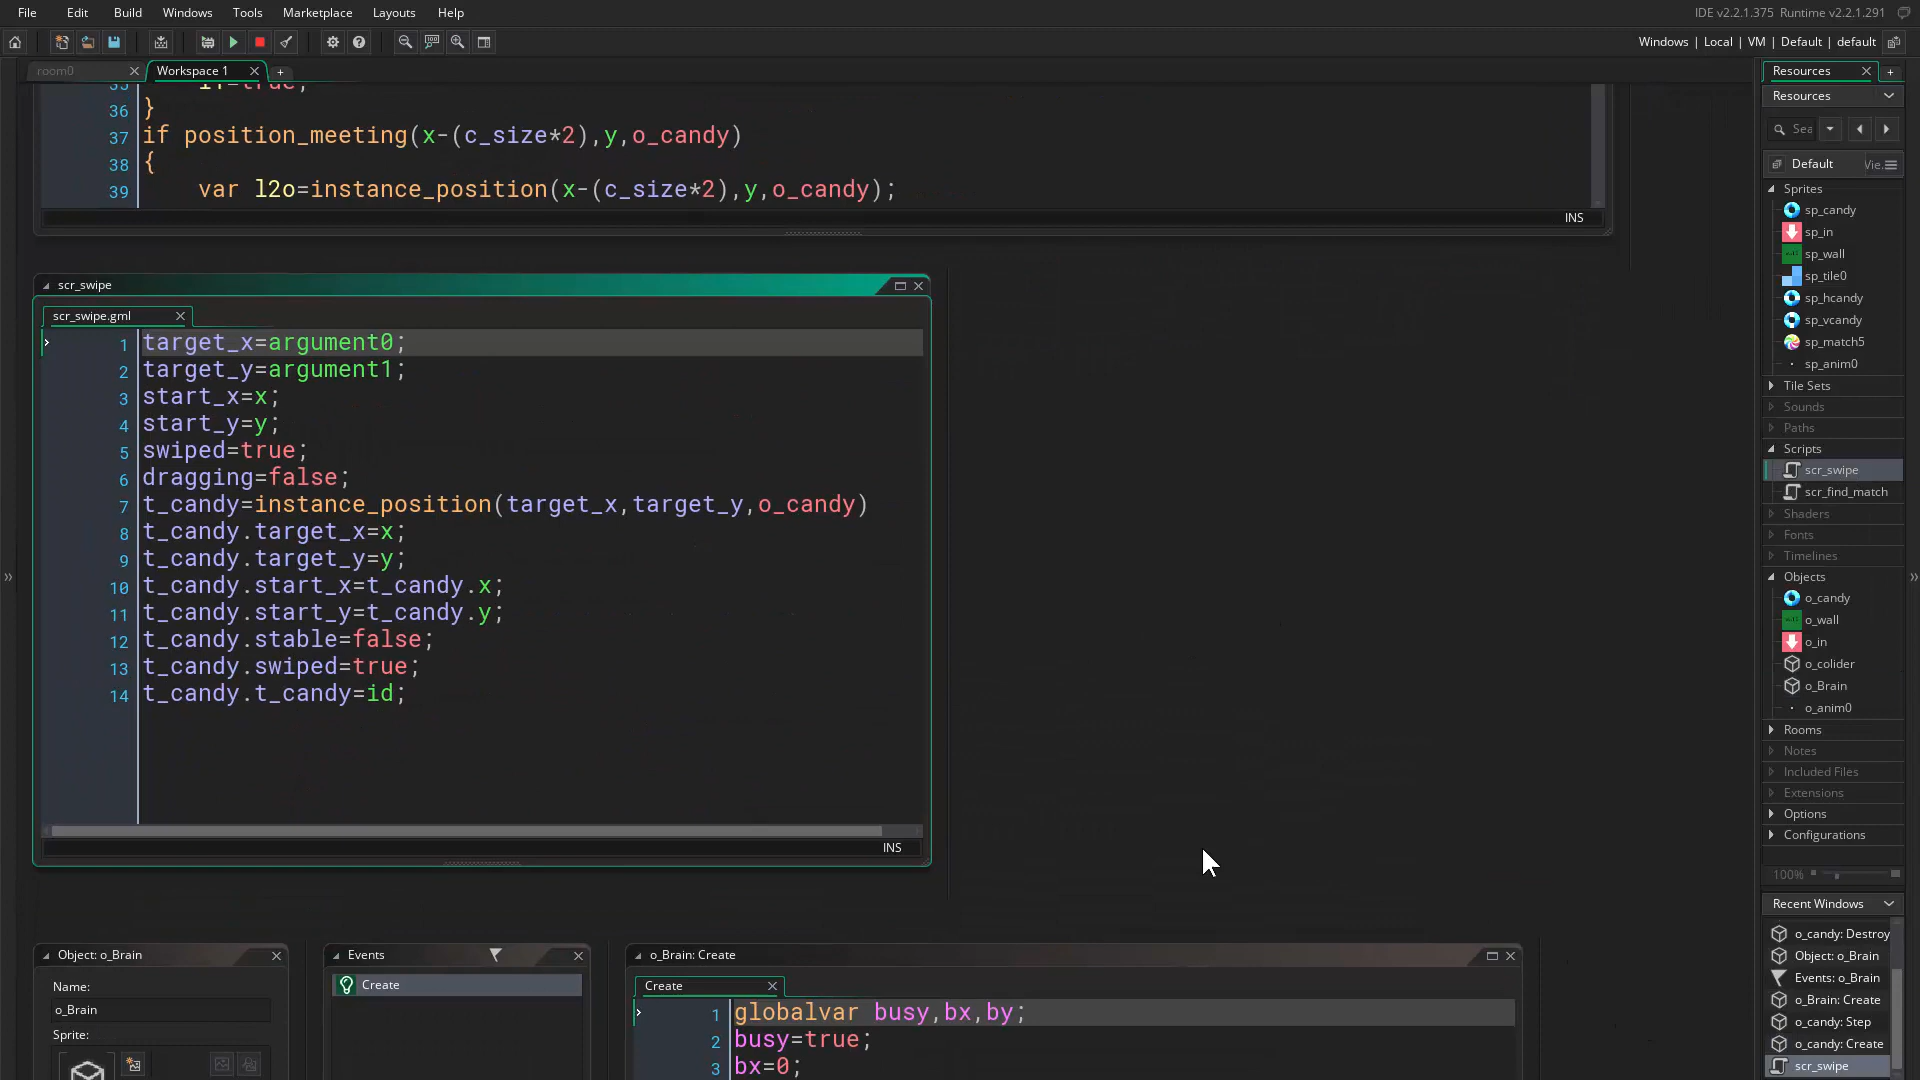 File Edit Build Windows Tools Marketplace Layouts Help
IDE v2.2.1.375 Runtime v2.2.1.291
Windows | Local | VM | Default | default
room0
Workspace 1
Resources
Resources
Sea
Default Vie
Sprites
sp_candy
sp_in
sp_wall
sp_tile0
sp_hcandy
sp_vcandy
sp_match5
sp_anim0
Tile Sets
Sounds
Paths
Scripts
scr_swipe
scr_find_match
Shaders
Fonts
Timelines
Objects
o_candy
o_wall
o_in
o_colider
o_Brain
o_anim0
Rooms
Notes
Included Files
Extensions
Options
Configurations
100%
Recent Windows
o_candy: Destroy
Object: o_Brain
Events: o_Brain
o_Brain: Create
o_candy: Step
o_candy: Create
scr_swipe
36 }
37 if position_meeting(x-(c_size*2),y,o_candy)
38 {
39 var l2o=instance_position(x-(c_size*2),y,o_candy);
INS
scr_swipe
scr_swipe.gml
1 target_x=argument0;
2 target_y=argument1;
3 start_x=x;
4 start_y=y;
5 swiped=true;
6 dragging=false;
7 t_candy=instance_position(target_x,target_y,o_candy)
8 t_candy.target_x=x;
9 t_candy.target_y=y;
10 t_candy.start_x=t_candy.x;
11 t_candy.start_y=t_candy.y;
12 t_candy.stable=false;
13 t_candy.swiped=true;
14 t_candy.t_candy=id;
INS
Object: o_Brain
Name:
o_Brain
Sprite:
Events
Create
o_Brain: Create
Create
1 globalvar busy,bx,by;
2 busy=true;
3 bx=0;